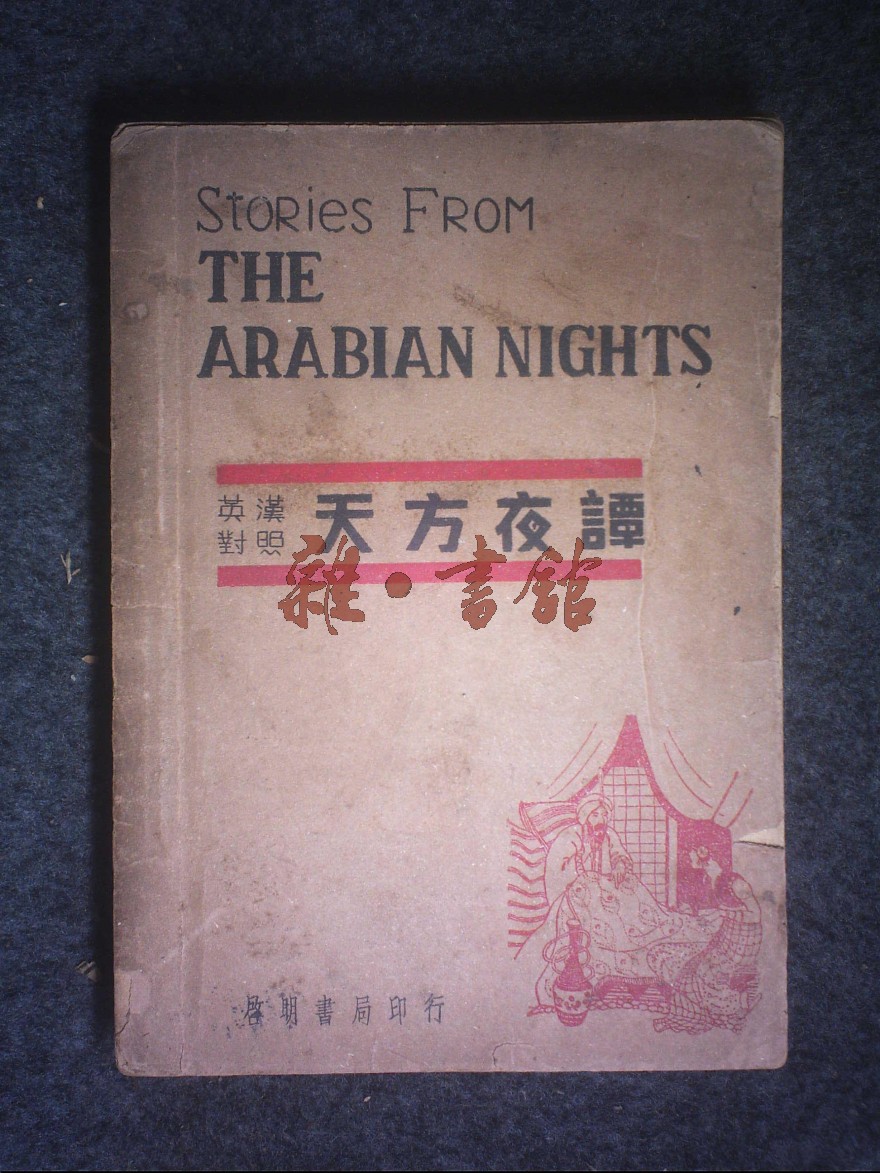 Stories From
THE
ARABIAN NIGHTS
英漢
對照
天方夜譚
雜·書館
啟明書局印行